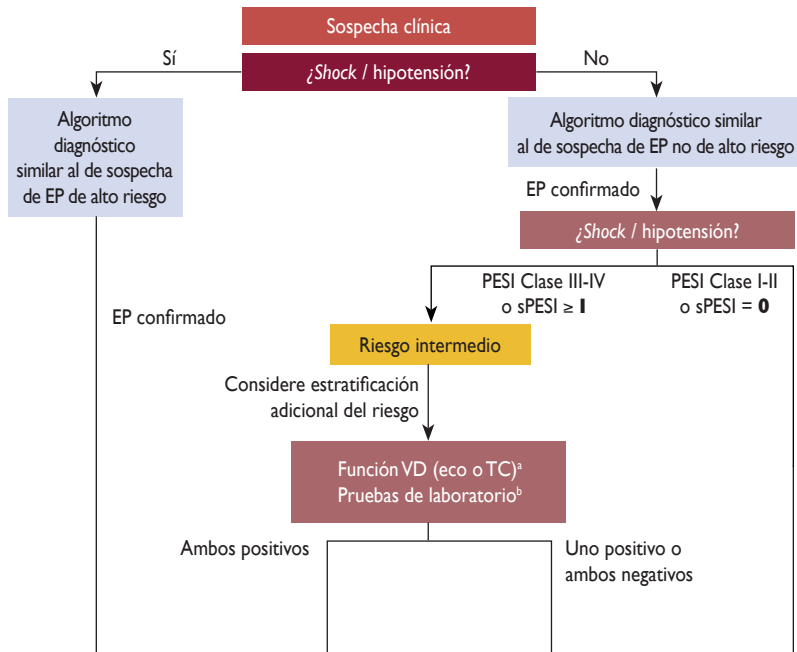 Sospecha clínica
Sí
¿Shock / hipotensión?
No
Algoritmo
diagnóstico
similar al de sospecha
de EP de alto riesgo
Algoritmo diagnóstico similar
al de sospecha de EP no de alto riesgo
EP confirmado
¿Shock / hipotensión?
PESI Clase III-IV
o sPESI ≥ I
PESI Clase I-II
o sPESI = 0
EP confirmado
Riesgo intermedio
Considere estratificación
adicional del riesgo
Función VD (eco o TC)ᵃ
Pruebas de laboratorioᵇ
Ambos positivos
Uno positivo o
ambos negativos